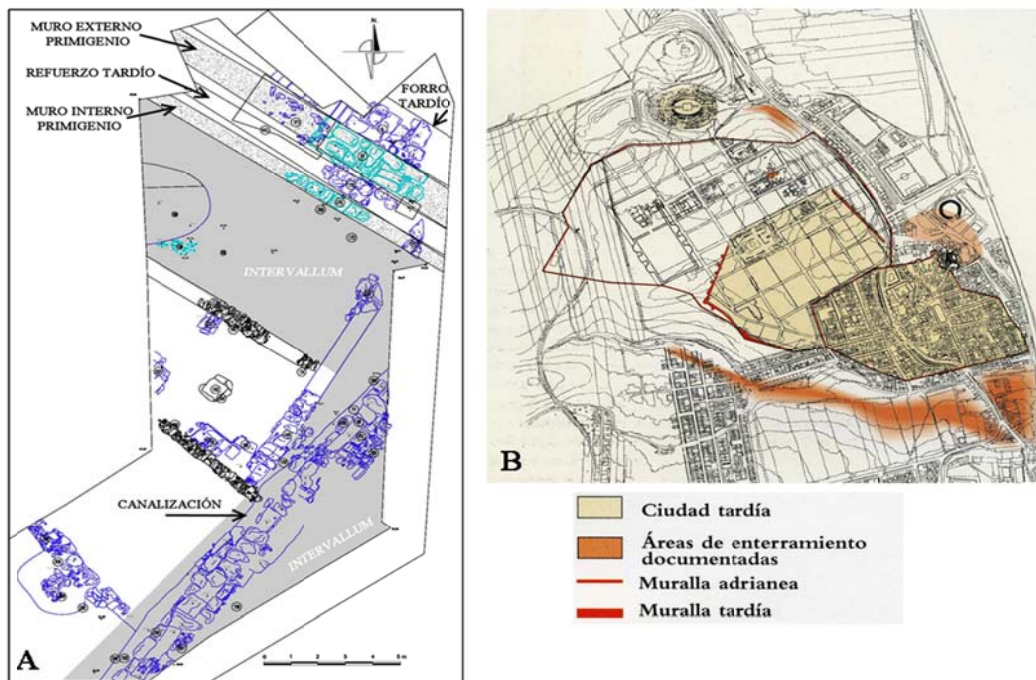 MURO EXTERNO
PRIMIGENIO
REFUERZO TARDÍO
MURO INTERNO
PRIMIGENIO
N.
FORRO
TARDÍO
INTERVALLUM
CANALIZACIÓN
INTERVALLUM
A
0 1 2 3 4 5 m
B
Ciudad tardía
Áreas de enterramiento
documentadas
Muralla adrianea
Muralla tardía